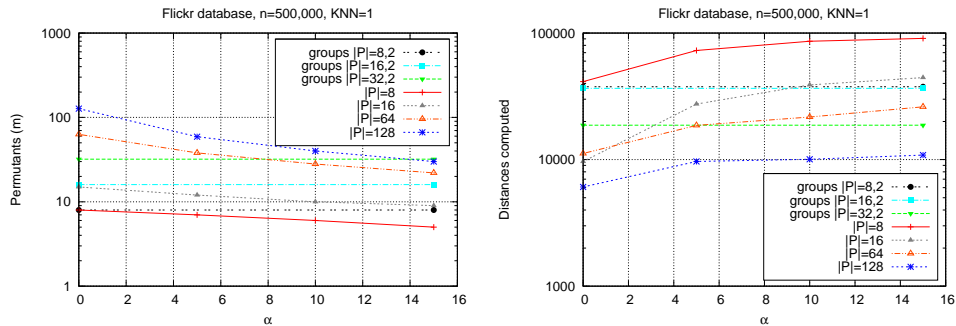 Flickr database, n=500,000, KNN=1
Permutants (m)
1000
100
10
1
0 2 4 6 8 10 12 14 16
α
groups |P|=8,2
groups |P|=16,2
groups |P|=32,2
|P|=8
|P|=16
|P|=64
|P|=128
Flickr database, n=500,000, KNN=1
Distances computed
100000
10000
1000
0 2 4 6 8 10 12 14 16
α
groups |P|=8,2
groups |P|=16,2
groups |P|=32,2
|P|=8
|P|=16
|P|=64
|P|=128